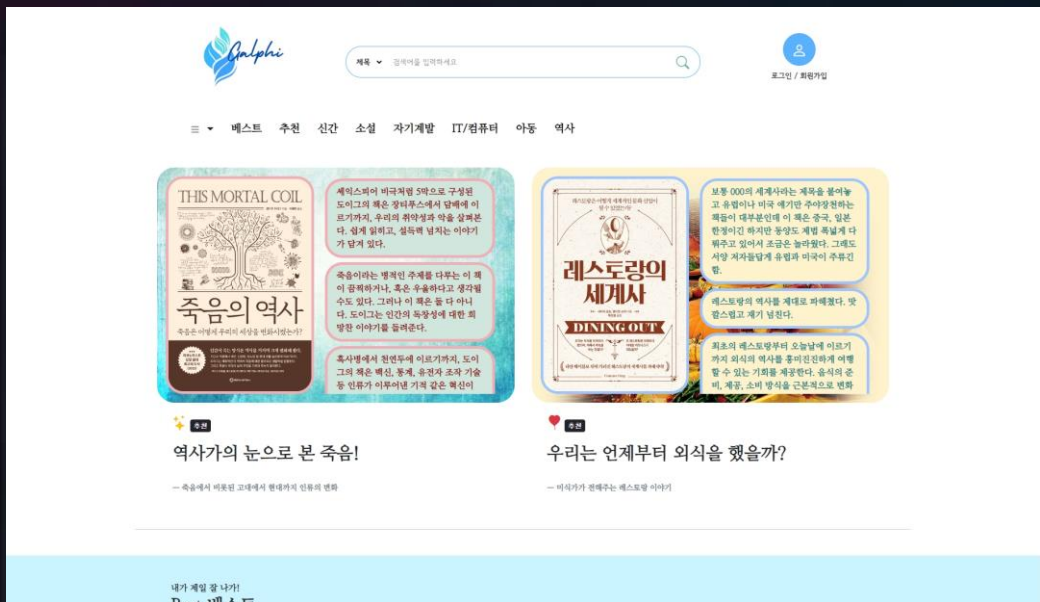 Galphi
제목
검색어를 입력하세요
로그인 / 회원가입
베스트 추천 신간 소설 자기계발 IT/컴퓨터 아동 역사
THIS MORTAL COIL
죽음의 역사
죽음은 어떻게 우리의 세상을 변화시켰는가?
셰익스피어 비극처럼 5막으로 구성된
도이그의 책은 장티푸스에서 담배에 이
르기까지, 우리의 취약성과 악을 살펴본
다. 쉽게 읽히고, 설득력 넘치는 이야기
가 담겨 있다.
죽음이라는 병적인 주제를 다루는 이 책
이 끔찍하거나, 혹은 우울하다고 생각될
수도 있다. 그러나 이 책은 둘 다 아니
다. 도이그는 인간의 독창성에 대한 희
망찬 이야기를 들려준다.
흑사병에서 천연두에 이르기까지, 도이
그의 책은 백신, 통계, 유전자 조작 기술
등 인류가 이루어낸 기적 같은 혁신이
레스토랑의
세계사
DINING OUT
보통 000의 세계사라는 제목을 붙여놓
고 유럽이나 미국 얘기만 주야장천하는
책들이 대부분인데 이 책은 중국, 일본
한정이긴 하지만 동양도 제법 폭넓게 다
뤄주고 있어서 조금은 놀라웠다. 그래도
서양 저자들답게 유럽과 미국이 주류긴
함.
레스토랑의 역사를 제대로 파헤쳤다. 맛
깔스럽고 재기 넘친다.
최초의 레스토랑부터 오늘날에 이르기
까지 외식의 역사를 흥미진진하게 여행
할 수 있는 기회를 제공한다. 음식의 준
비, 제공, 소비 방식을 근본적으로 변화
추천
역사가의 눈으로 본 죽음!
— 죽음에서 비롯된 고대에서 현대까지 인류의 변화
추천
우리는 언제부터 외식을 했을까?
— 미식가가 전해주는 레스토랑 이야기
내가 제일 잘 나가!